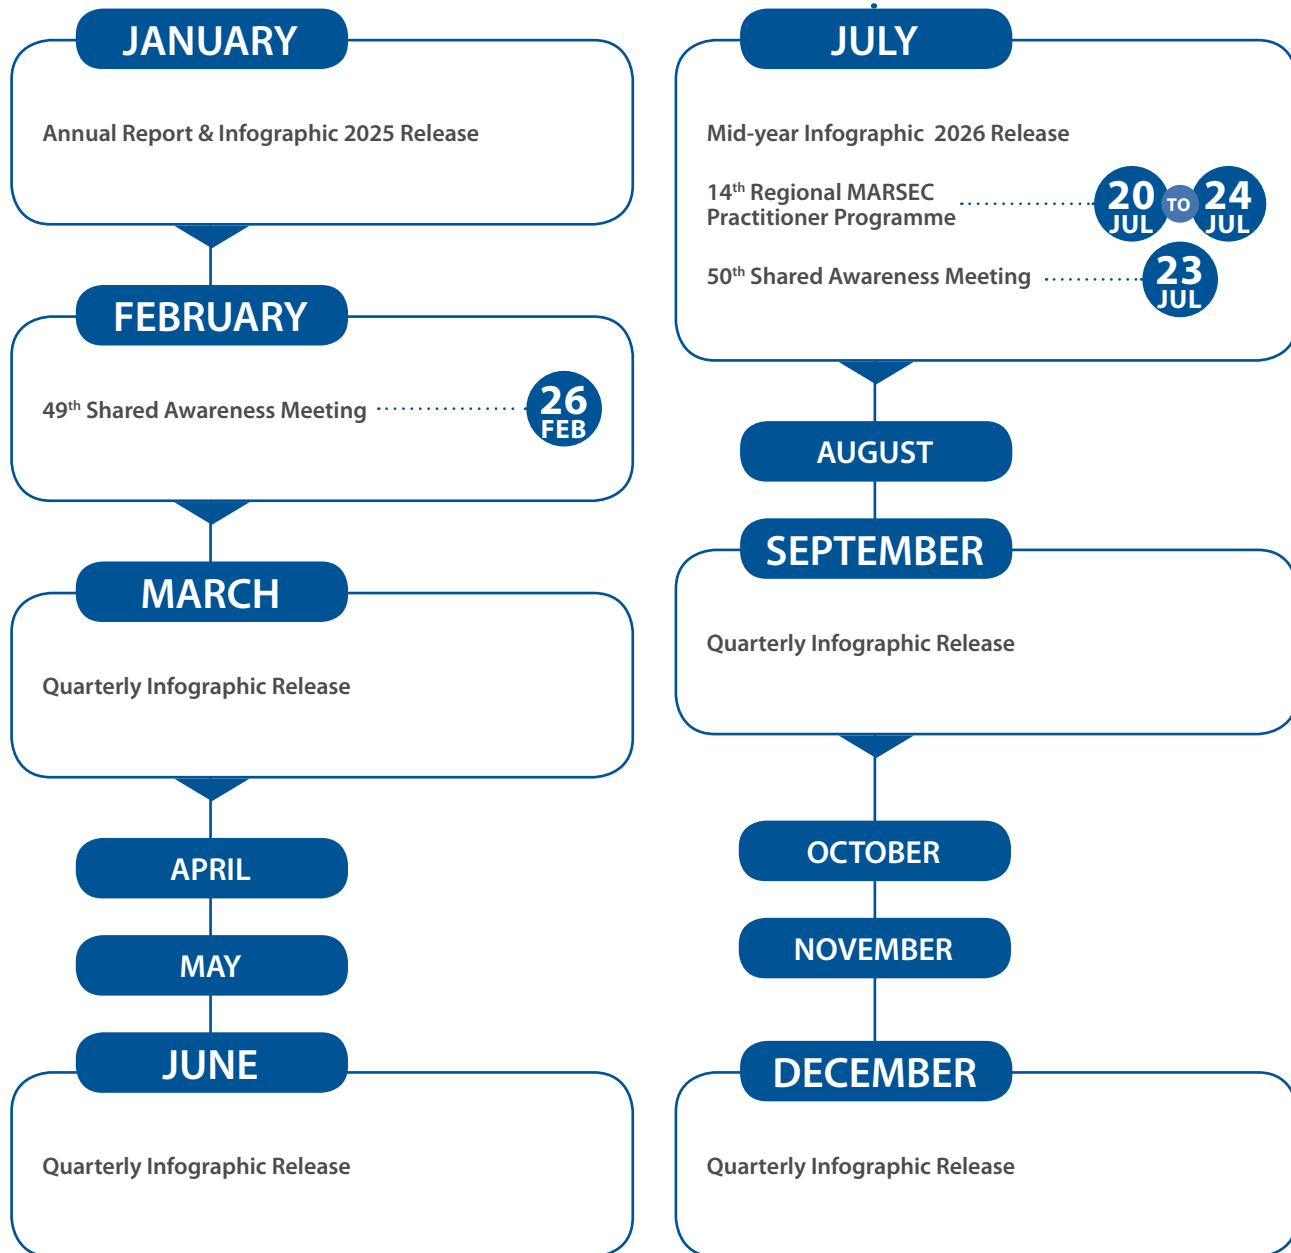 JANUARY
Annual Report & Infographic 2025 Release
FEBRUARY
49th Shared Awareness Meeting
26
FEB
MARCH
Quarterly Infographic Release
APRIL
MAY
JUNE
Quarterly Infographic Release
JULY
Mid-year Infographic 2026 Release
14th Regional MARSEC
Practitioner Programme
20
JUL
TO
24
JUL
50th Shared Awareness Meeting
23
JUL
AUGUST
SEPTEMBER
Quarterly Infographic Release
OCTOBER
NOVEMBER
DECEMBER
Quarterly Infographic Release